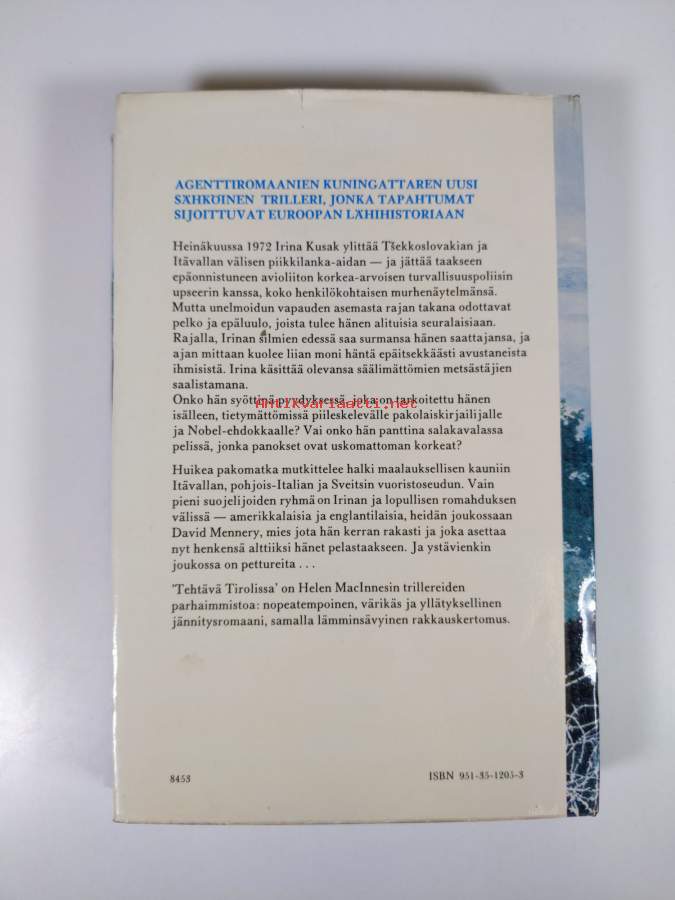 AGENTTIROMAANIEN KUNINGATTAREN UUSI
SÄHKÖINEN TRILLERI, JONKA TAPAHTUMAT
SIJOITTUVAT EUROOPAN LÄHIHISTORIAAN
Heinäkuussa 1972 Irina Kusak ylittää Tšekkoslovakian ja
Itävallan välisen piikkilanka-aidan — ja jättää taakseen
epäonnistuneen avioliiton korkea-arvoisen turvallisuuspoliisin
upseerin kanssa, koko henkilökohtaisen murhenäytelmänsä.
Mutta unelmoidun vapauden asemasta rajan takana odottavat
pelko ja epäluulo, joista tulee hänen alituisia seuralaisiaan.
Rajalla, Irinan silmien edessä saa surmansa hänen saattajansa, ja
ajan mittaan kuolee liian moni häntä epäitsekkäästi avustaneista
ihmisistä. Irina käsittää olevansa säälimättömien metsästäjien
saalistamana.
Onko hän syöttinä pyydyksessä, joka on tarkoitettu hänen
isälleen, tietymättömissä piileskelevälle pakolaiskirjailijalle
ja Nobel-ehdokkaalle? Vai onko hän panttina salakavalassa
pelissä, jonka panokset ovat uskomattoman korkeat?
Huikea pakomatka mutkittelee halki maalauksellisen kauniin
Itävallan, pohjois-Italian ja Sveitsin vuoristoseudun. Vain
pieni suojelijoiden ryhmä on Irinan ja lopullisen romahduksen
välissä — amerikkalaisia ja englantilaisia, heidän joukossaan
David Mennery, mies jota hän kerran rakasti ja joka asettaa
nyt henkensä alttiiksi hänet pelastaakseen. Ja ystävienkin
joukossa on pettureita . . .
'Tehtävä Tirolissa' on Helen MacInnesin trillereiden
parhaimmistoa: nopeatempoinen, värikäs ja yllätyksellinen
jännitysromaani, samalla lämminsävyinen rakkauskertomus.
8453
ISBN 951-35-1205-3
Antikvariaatti.net